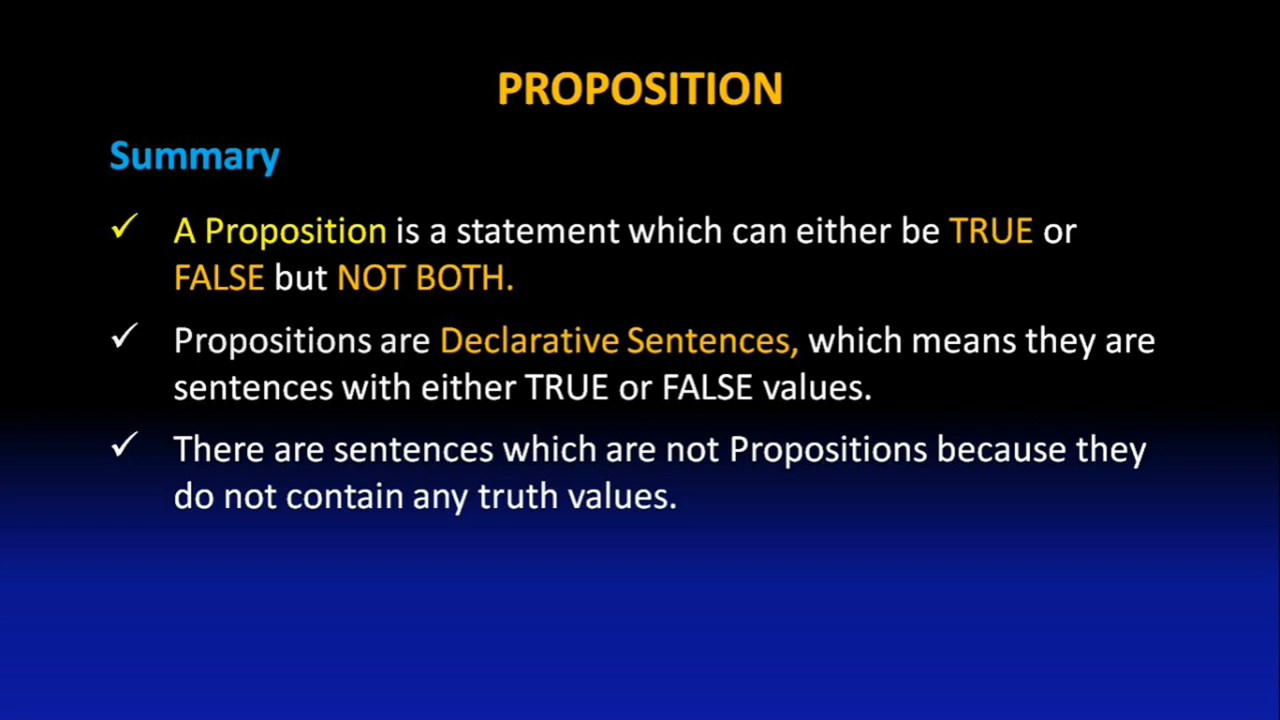 PROPOSITION
Summary
✓ A Proposition is a statement which can either be TRUE or
FALSE but NOT BOTH.
✓ Propositions are Declarative Sentences, which means they are
sentences with either TRUE or FALSE values.
✓ There are sentences which are not Propositions because they
do not contain any truth values.